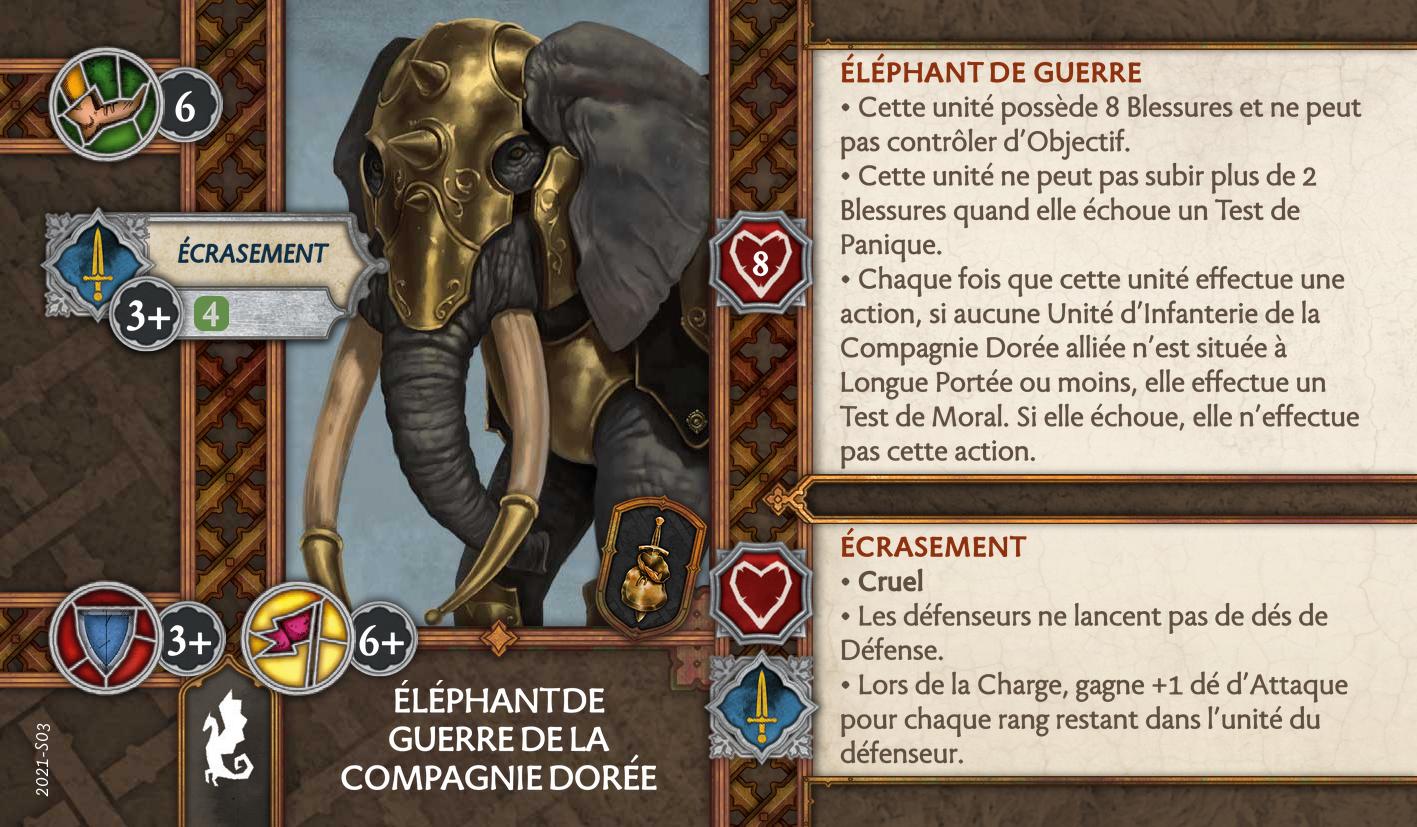 6
ÉCRASEMENT
3+
4
3+
6+
2021-S03
ÉLÉPHANT DE
GUERRE DE LA
COMPAGNIE DORÉE
8
ÉLÉPHANT DE GUERRE
• Cette unité possède 8 Blessures et ne peut
pas contrôler d’Objectif.
• Cette unité ne peut pas subir plus de 2
Blessures quand elle échoue un Test de
Panique.
• Chaque fois que cette unité effectue une
action, si aucune Unité d’Infanterie de la
Compagnie Dorée alliée n’est située à
Longue Portée ou moins, elle effectue un
Test de Moral. Si elle échoue, elle n’effectue
pas cette action.
ÉCRASEMENT
• Cruel
• Les défenseurs ne lancent pas de dés de
Défense.
• Lors de la Charge, gagne +1 dé d’Attaque
pour chaque rang restant dans l’unité du
défenseur.